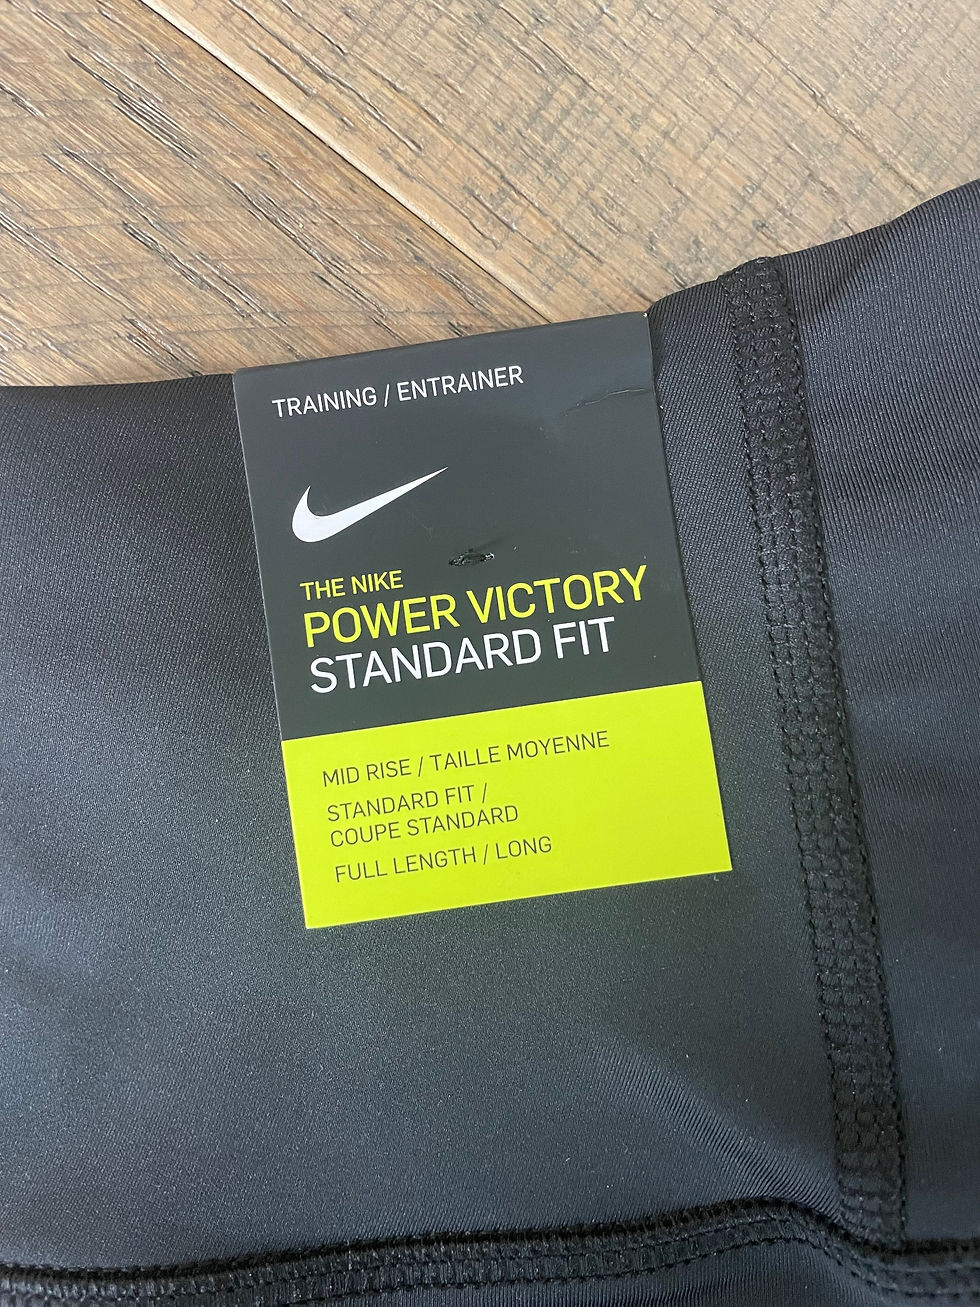 TRAINING / ENTRAINER
THE NIKE
POWER VICTORY
STANDARD FIT
MID RISE / TAILLE MOYENNE
STANDARD FIT /
COUPE STANDARD
FULL LENGTH / LONG